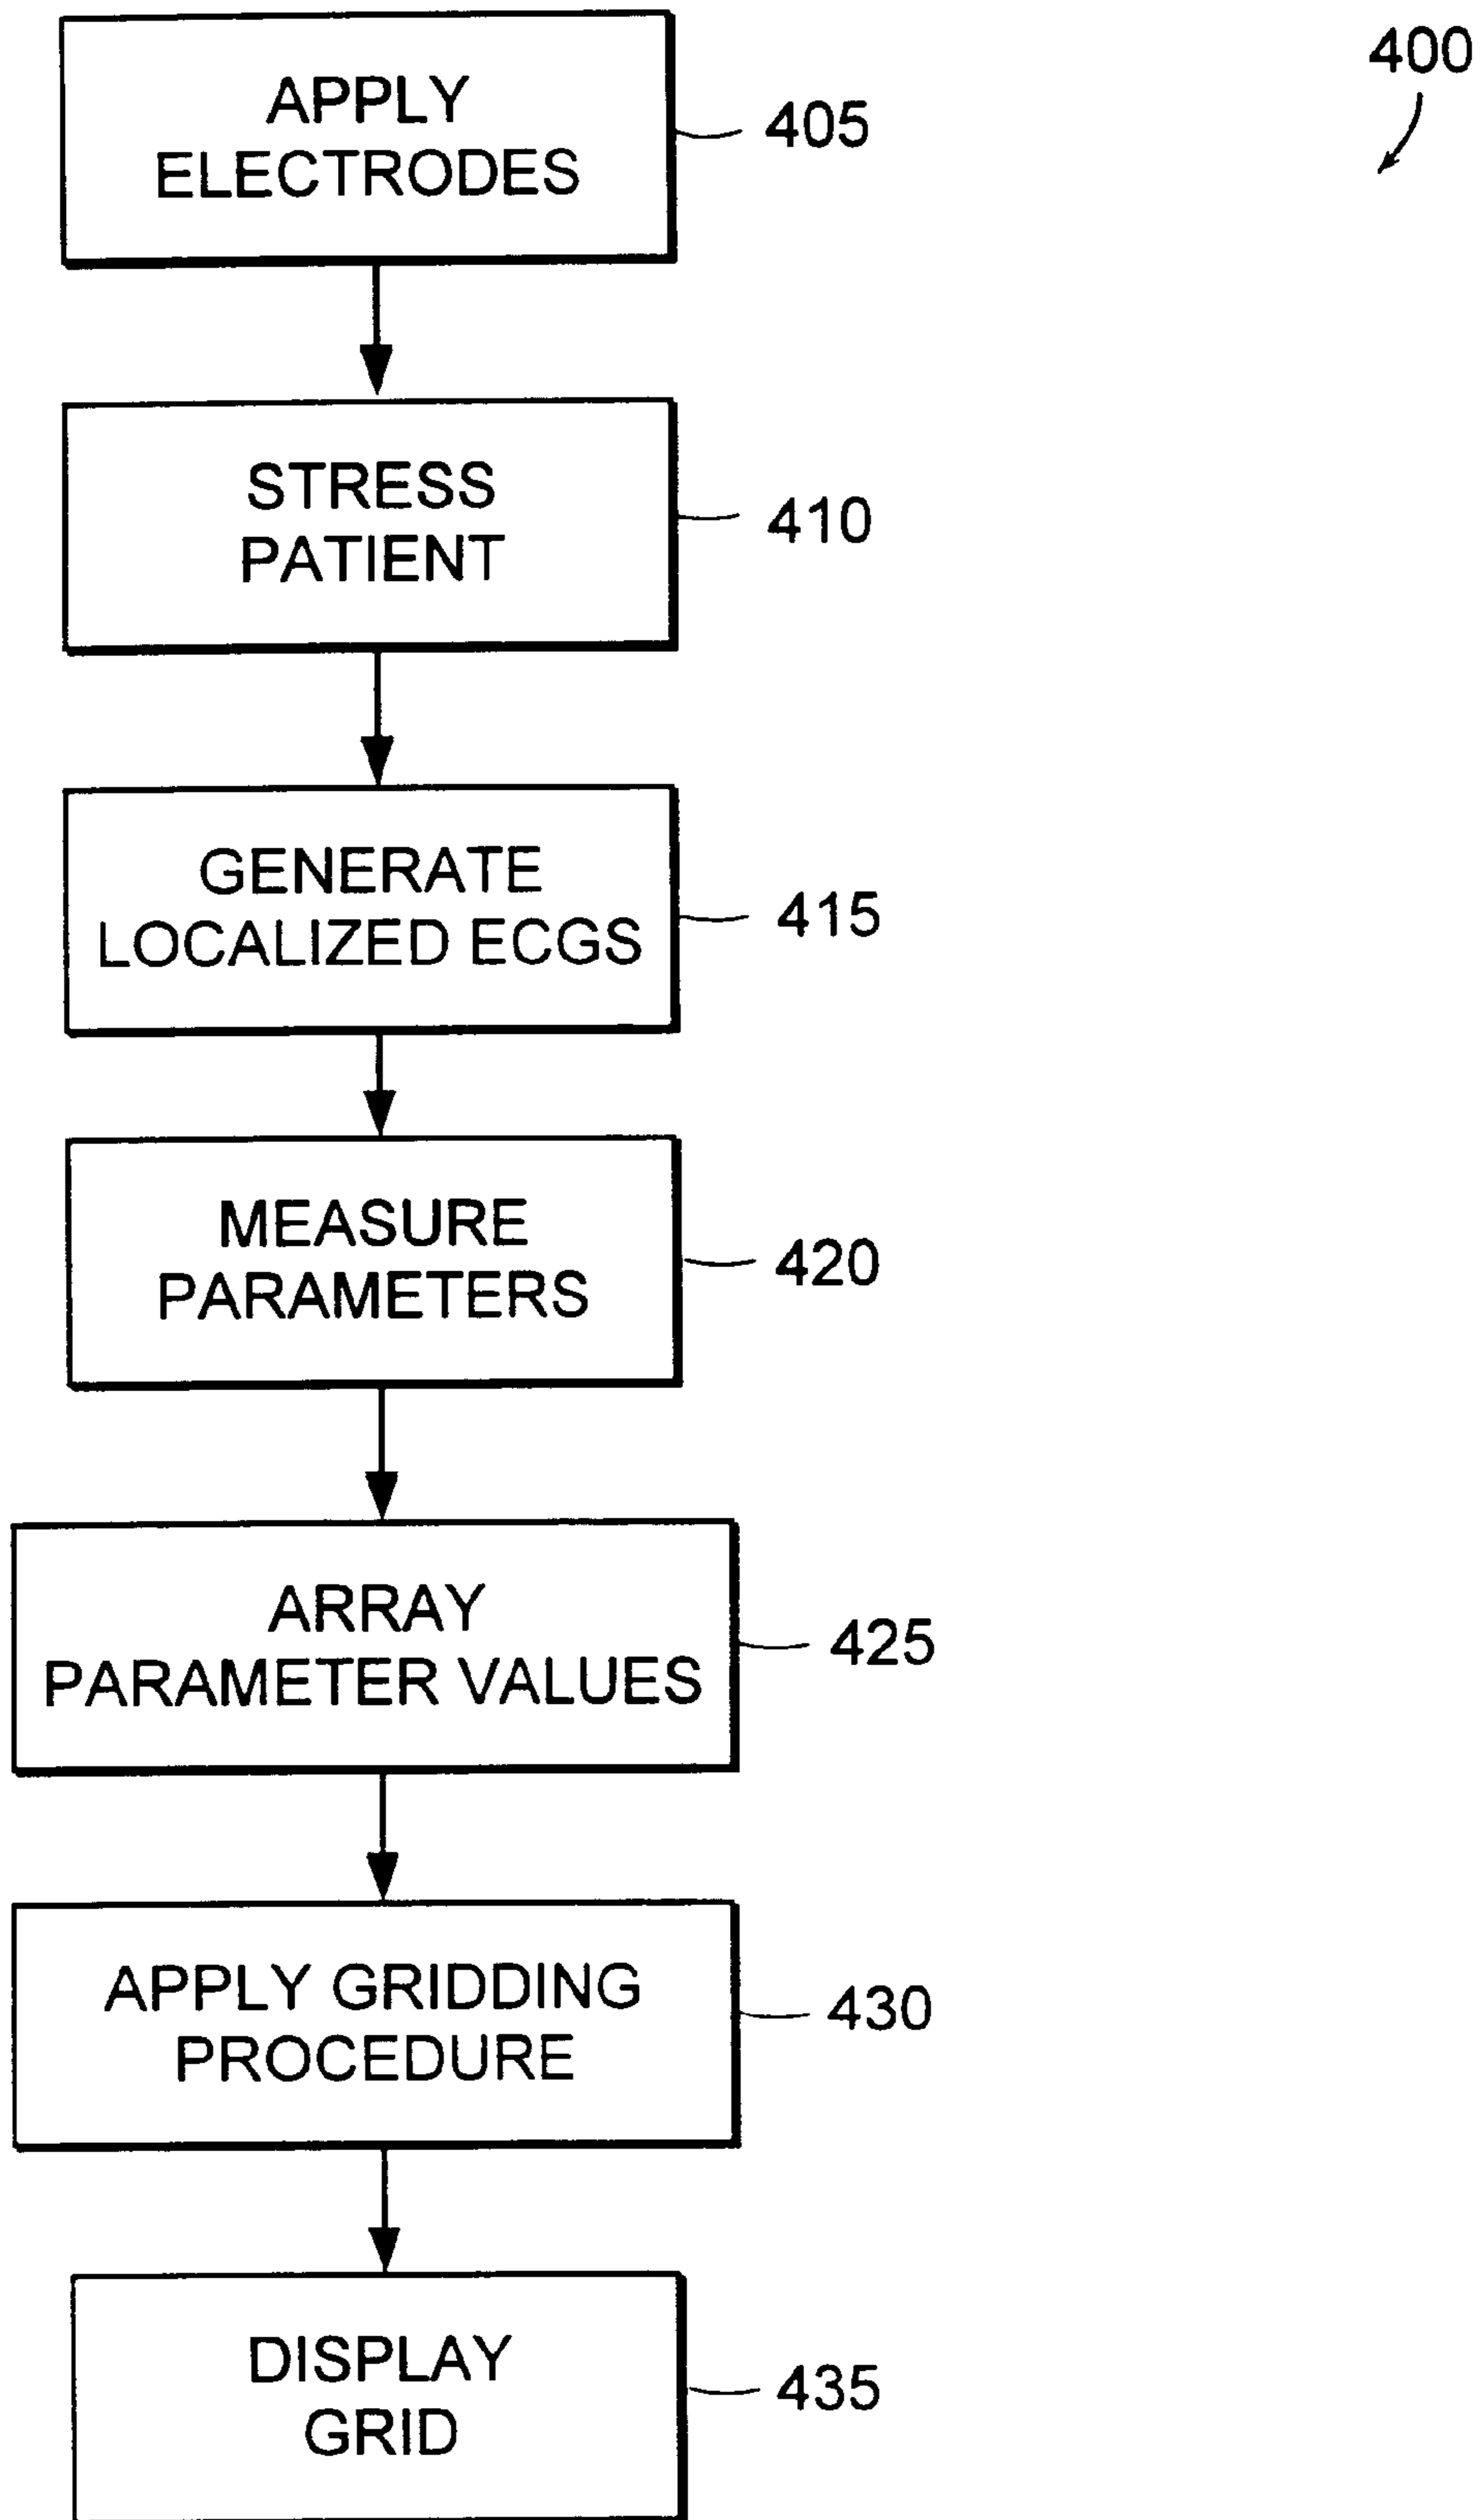 400
APPLY
ELECTRODES
405
STRESS
PATIENT
410
GENERATE
LOCALIZED ECGS
415
MEASURE
PARAMETERS
420
ARRAY
PARAMETER VALUES
425
APPLY GRIDDING
PROCEDURE
430
DISPLAY
GRID
435